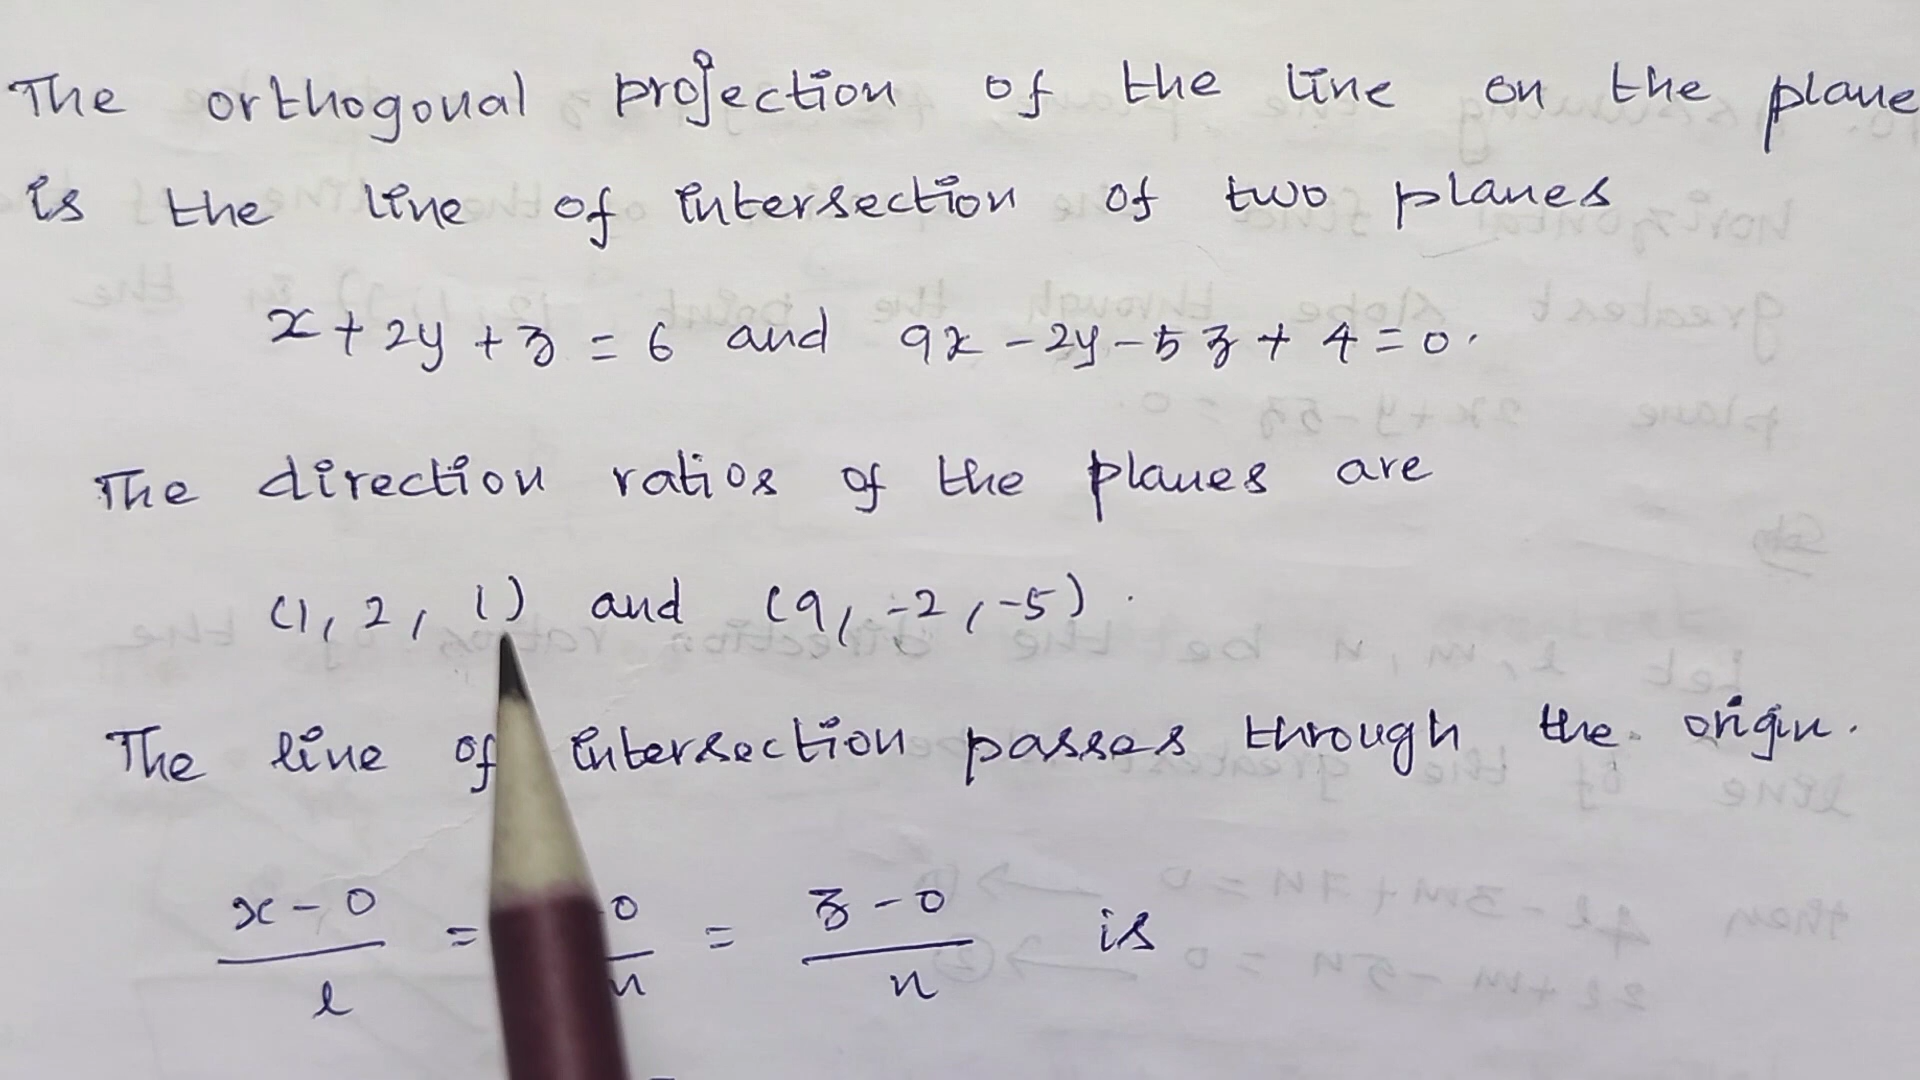 The orthogonal projection of the line on the plane
is the line of intersection of two planes
x + 2y + z = 6 and 9x - 2y - 5z + 4 = 0.
The direction ratios of the planes are
(1, 2, 1) and (9, -2, -5).
The line of intersection passes through the origin.
x - 0 / l = 0 / = z - 0 / n is